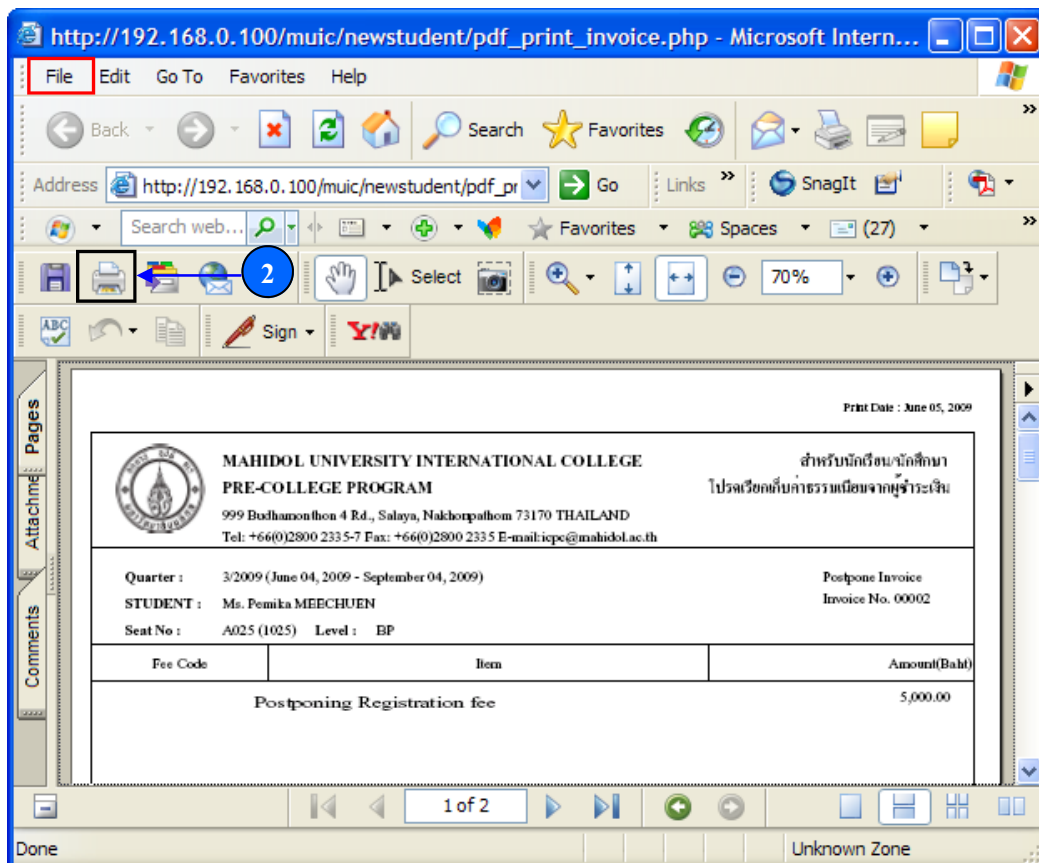 http://192.168.0.100/muic/newstudent/pdf_print_invoice.php - Microsoft Intern...
File Edit Go To Favorites Help
Back Search Favorites
Address http://192.168.0.100/muic/newstudent/pdf_pr Go Links SnagIt
Search web... Favorites Spaces (27)
2 Select 70%
ABC Sign Y!
Pages
Attachme
Comments
Print Date : June 05, 2009
MAHIDOL UNIVERSITY INTERNATIONAL COLLEGE
สำหรับนักเรียน/นักศึกษา
PRE-COLLEGE PROGRAM
โปรดเรียกเก็บค่าธรรมเนียมจากผู้ชำระเงิน
999 Budhamonthon 4 Rd., Salaya, Nakhonpathom 73170 THAILAND
Tel: +66(0)2800 2335-7 Fax: +66(0)2800 2335 E-mail:icpc@mahidol.ac.th
Quarter : 3/2009 (June 04, 2009 - September 04, 2009) Postpone Invoice
STUDENT : Ms. Pemika MEECHUEN Invoice No. 00002
Seat No : A025 (1025) Level : BP
Fee Code Item Amount(Baht)
Postponing Registration fee 5,000.00
1 of 2
Done Unknown Zone